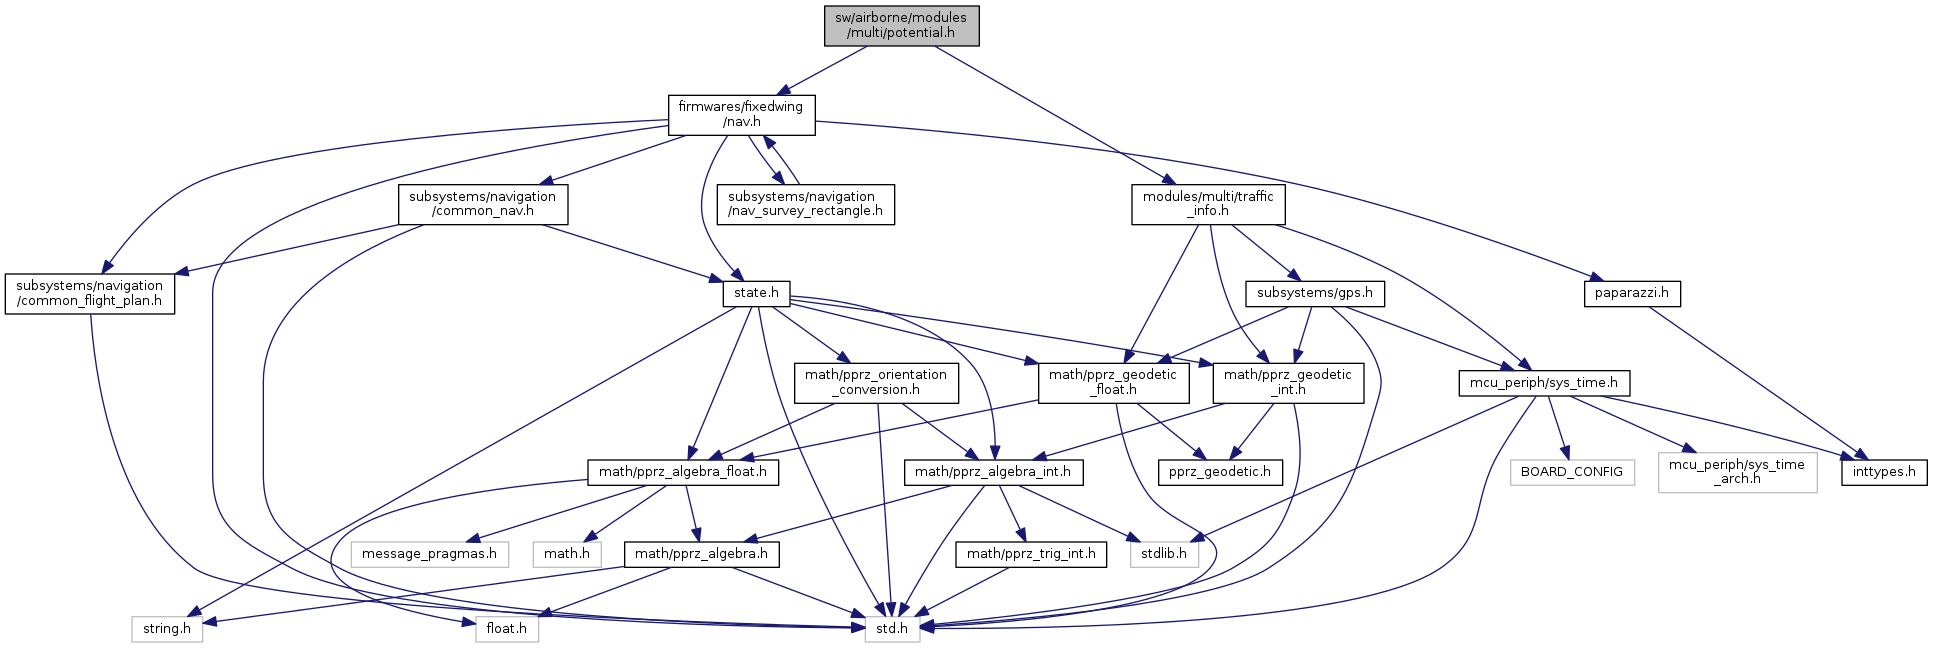 sw/airborne/modules
/multi/potential.h
firmwares/fixedwing
/nav.h
subsystems/navigation
/common_nav.h
subsystems/navigation
/nav_survey_rectangle.h
modules/multi/traffic
_info.h
subsystems/navigation
/common_flight_plan.h
state.h
subsystems/gps.h
paparazzi.h
math/pprz_orientation
_conversion.h
math/pprz_geodetic
_float.h
math/pprz_geodetic
_int.h
mcu_periph/sys_time.h
math/pprz_algebra_float.h
math/pprz_algebra_int.h
pprz_geodetic.h
BOARD_CONFIG
mcu_periph/sys_time
_arch.h
inttypes.h
message_pragmas.h
math.h
math/pprz_algebra.h
math/pprz_trig_int.h
stdlib.h
string.h
float.h
std.h